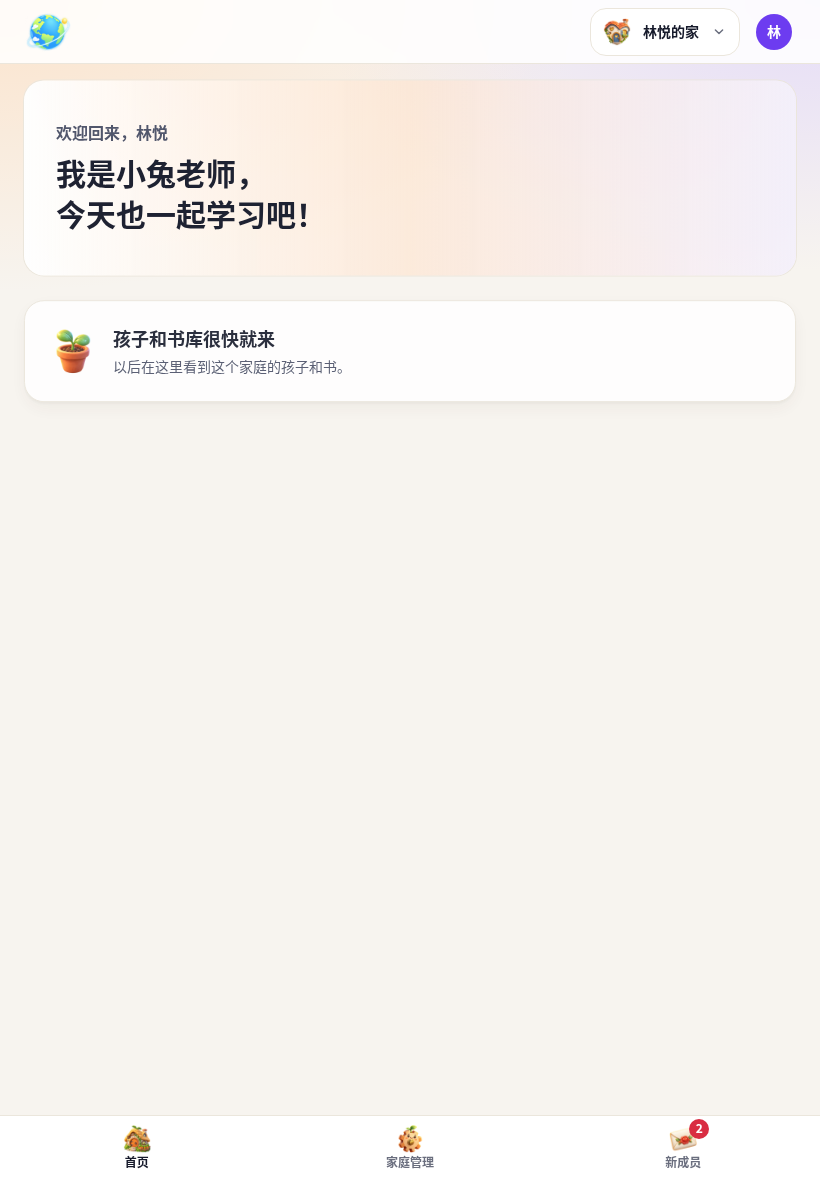 林悦的家
林
欢迎回来，林悦
我是小兔老师，
今天也一起学习吧！
孩子和书库很快就来
以后在这里看到这个家庭的孩子和书。
2
首页
家庭管理
新成员